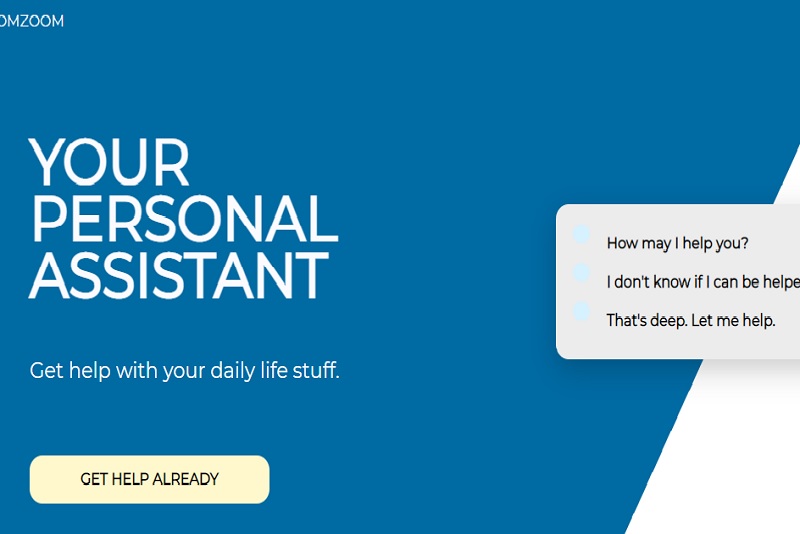 OMZOOM
YOUR
PERSONAL
ASSISTANT
Get help with your daily life stuff.
GET HELP ALREADY
How may I help you?
I don't know if I can be helpe
That's deep. Let me help.